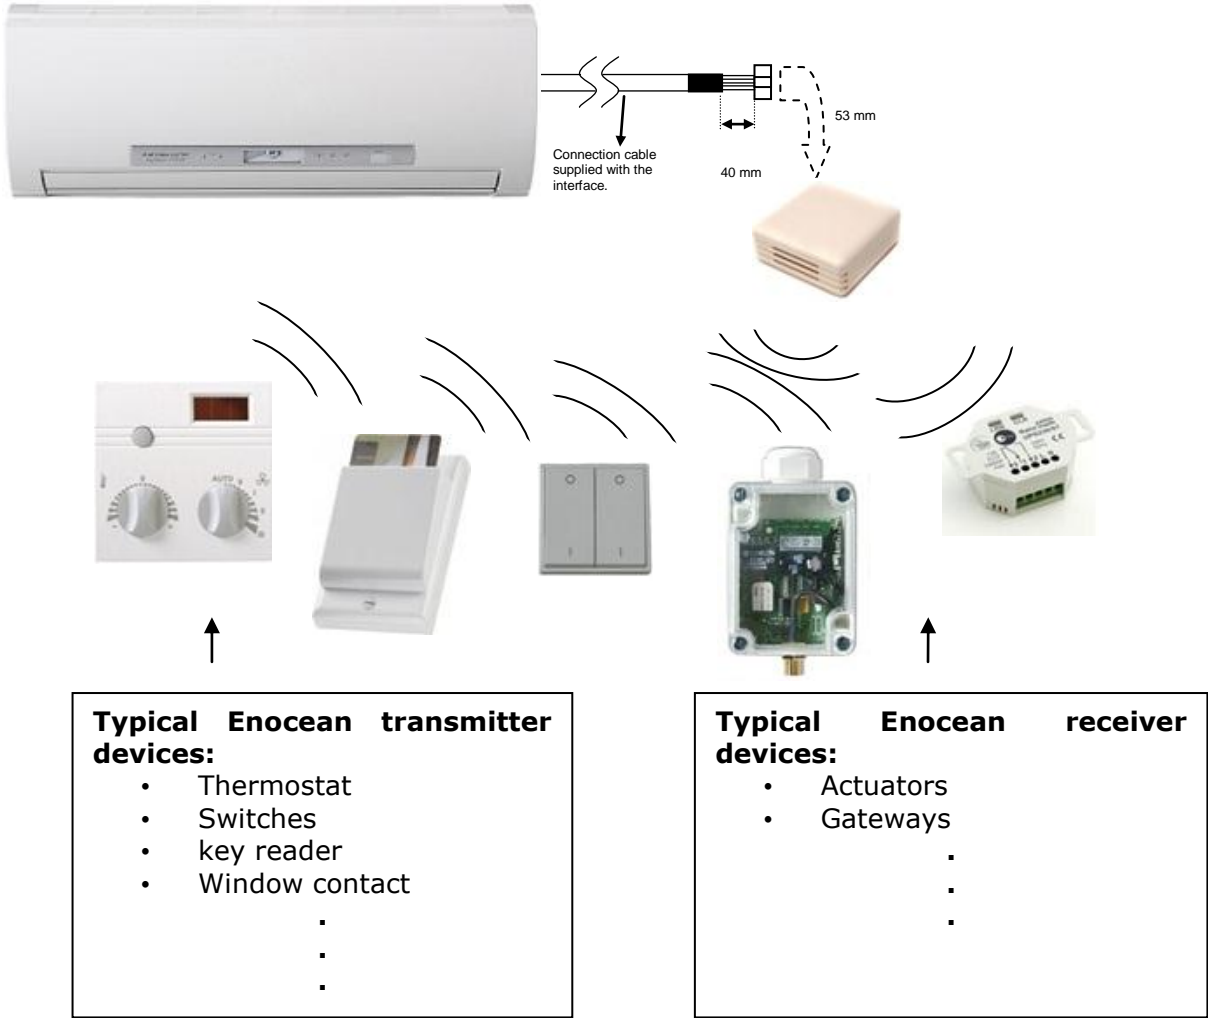 53 mm
Connection cable
supplied with the
interface.
40 mm
AUTO
Typical Enocean transmitter
devices:
• Thermostat
• Switches
• key reader
• Window contact
.
.
.
Typical Enocean receiver
devices:
• Actuators
• Gateways
.
.
.